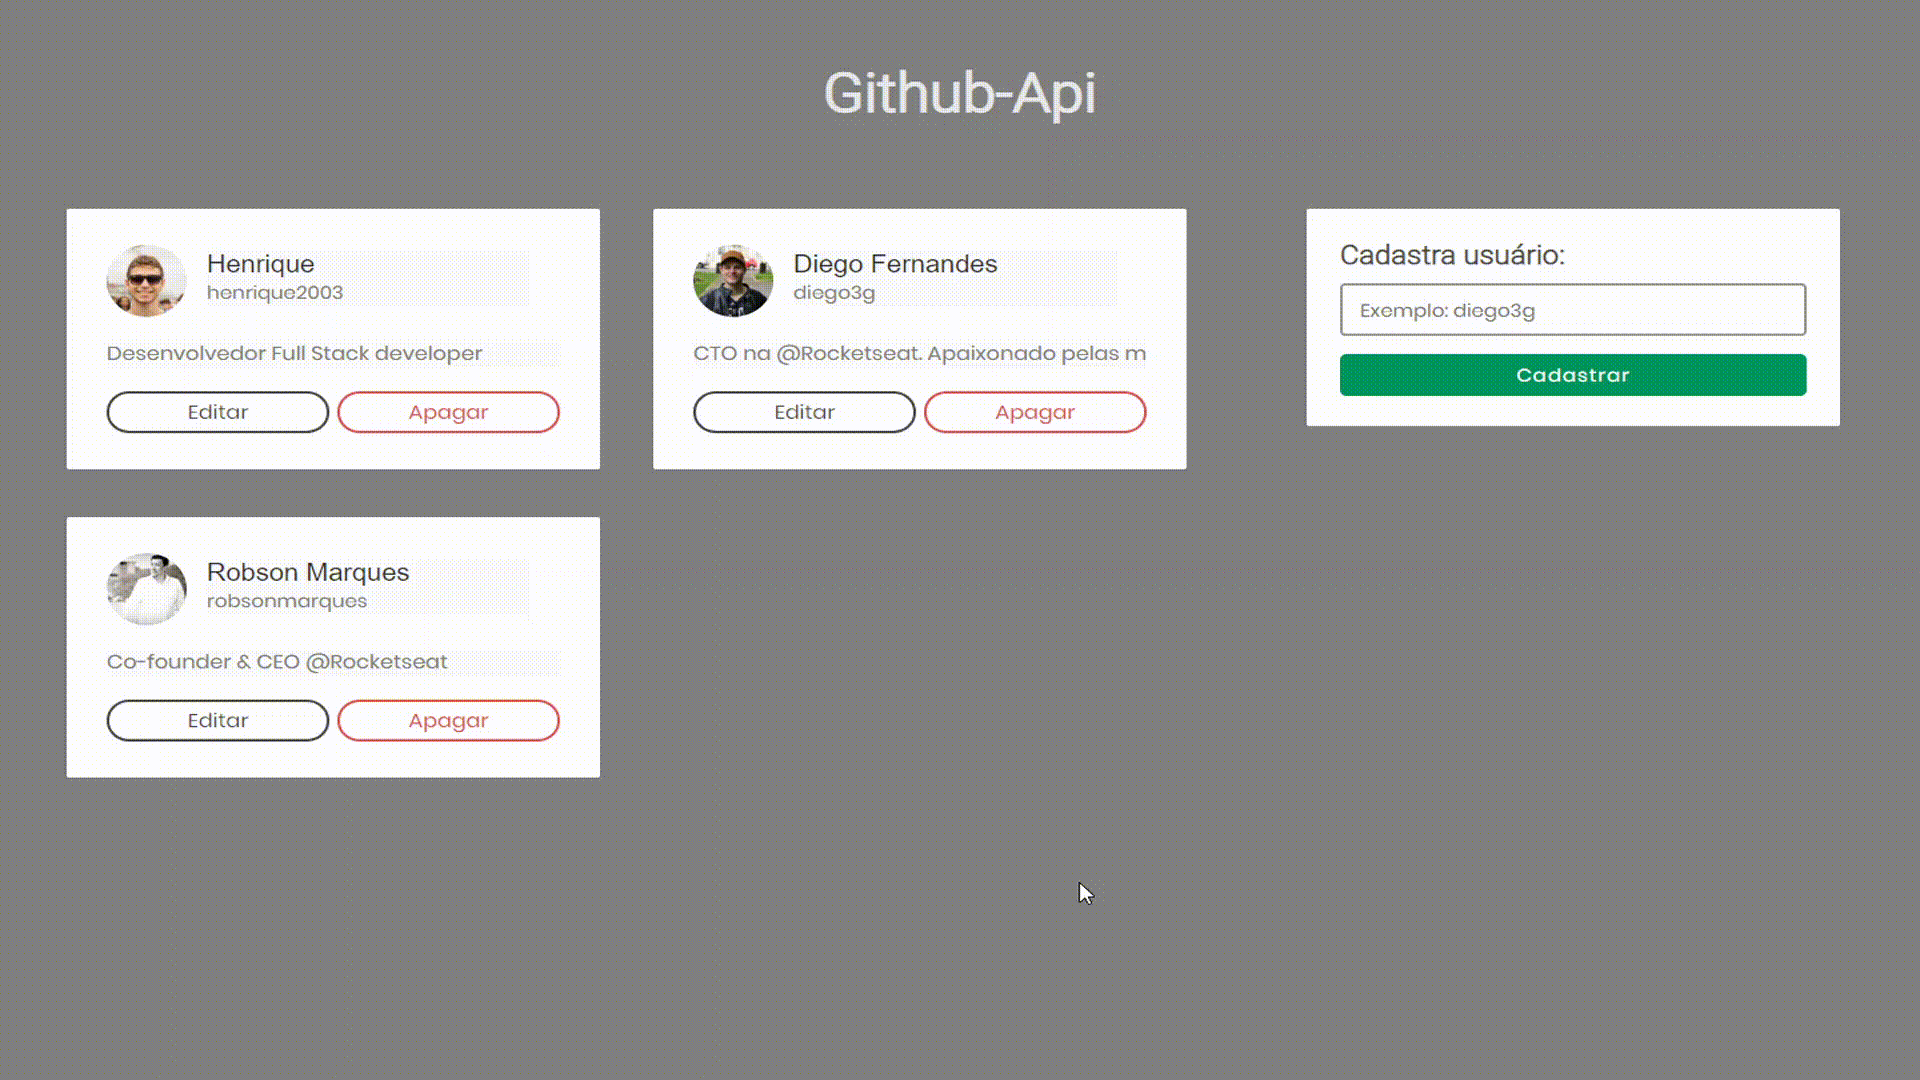 Github-Api
Henrique
henrique2003
Desenvolvedor Full Stack developer
Editar
Apagar
Diego Fernandes
diego3g
CTO na @Rocketseat. Apaixonado pelas m
Editar
Apagar
Robson Marques
robsonmarques
Co-founder & CEO @Rocketseat
Editar
Apagar
Cadastra usuário:
Exemplo: diego3g
Cadastrar